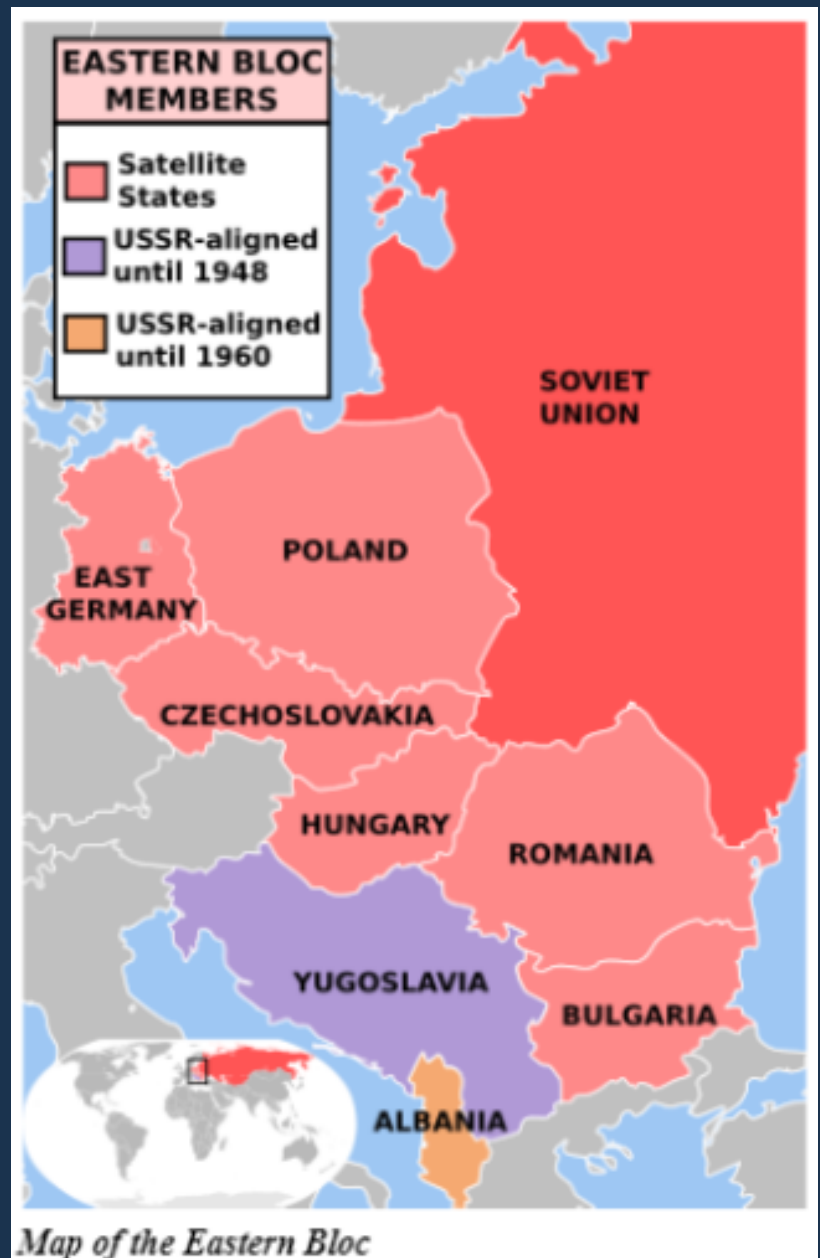 EASTERN BLOC
MEMBERS
Satellite
States
USSR-aligned
until 1948
USSR-aligned
until 1960
SOVIET
UNION
POLAND
EAST
GERMANY
CZECHOSLOVAKIA
HUNGARY
ROMANIA
YUGOSLAVIA
BULGARIA
ALBANIA
Map of the Eastern Bloc